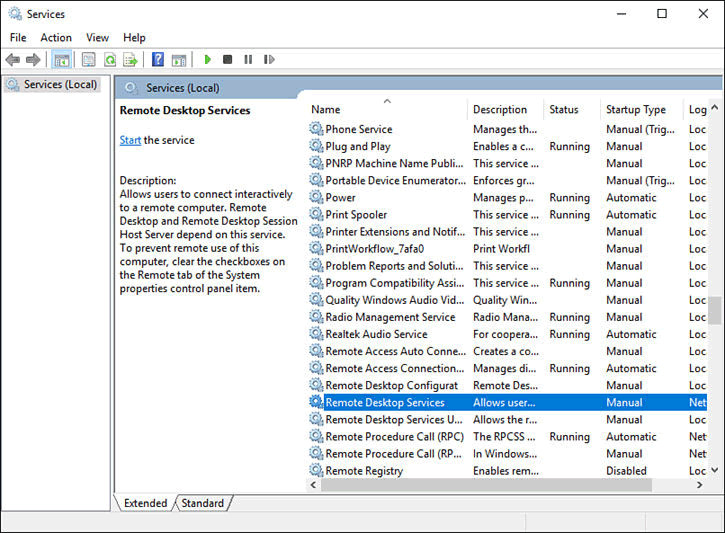 Services
File Action View Help
Services (Local)
Services (Local)
Remote Desktop Services
Start the service
Description:
Allows users to connect interactively
to a remote computer. Remote
Desktop and Remote Desktop Session
Host Server depend on this service.
To prevent remote use of this
computer, clear the checkboxes on
the Remote tab of the System
properties control panel item.
Name Description Status Startup Type Log
Phone Service Manages th... Manual (Trig... Loc
Plug and Play Enables a c... Running Manual Loc
PNRP Machine Name Publi... This service ... Manual Loc
Portable Device Enumerator... Enforces gr... Manual (Trig... Loc
Power Manages p... Running Automatic Loc
Print Spooler This service ... Running Automatic Loc
Printer Extensions and Notif... This service ... Manual Loc
PrintWorkflow_7afa0 Print Workfl Manual Loc
Problem Reports and Soluti... This service ... Manual Loc
Program Compatibility Assi... This service ... Running Manual Loc
Quality Windows Audio Vid... Quality Win... Manual Loc
Radio Management Service Radio Mana... Running Manual Loc
Realtek Audio Service For coopera... Running Automatic Loc
Remote Access Auto Conne... Creates a co... Manual Loc
Remote Access Connection... Manages di... Running Automatic Loc
Remote Desktop Configurat Remote Des... Manual Loc
Remote Desktop Services Allows user... Manual Net
Remote Desktop Services U... Allows the r... Manual Loc
Remote Procedure Call (RPC) The RPCSS ... Running Automatic Net
Remote Procedure Call (RP... In Windows... Manual Net
Remote Registry Enables rem... Disabled Loc
Extended Standard